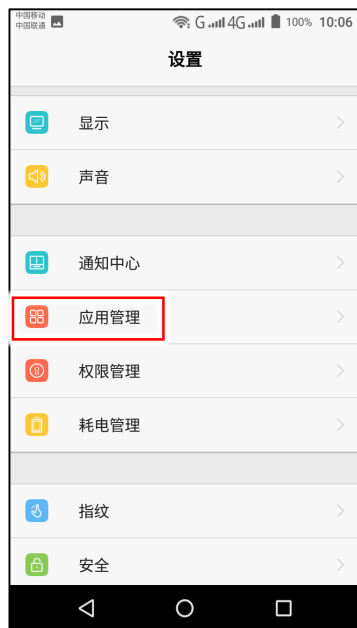 中国移动
中国联通
G 4G 100% 10:06
设置
显示
声音
通知中心
应用管理
权限管理
耗电管理
指纹
安全